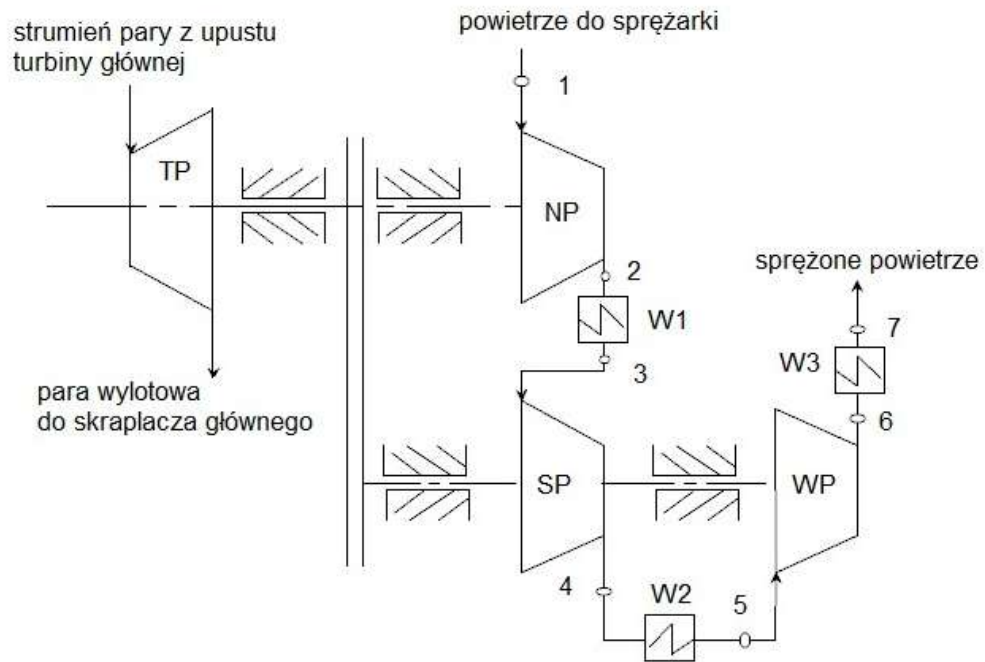 strumień pary z upustu
turbiny głównej
powietrze do sprężarki
1
TP
NP
2
W1
3
sprężone powietrze
7
W3
6
para wylotowa
do skraplacza głównego
SP
WP
4
W2
5